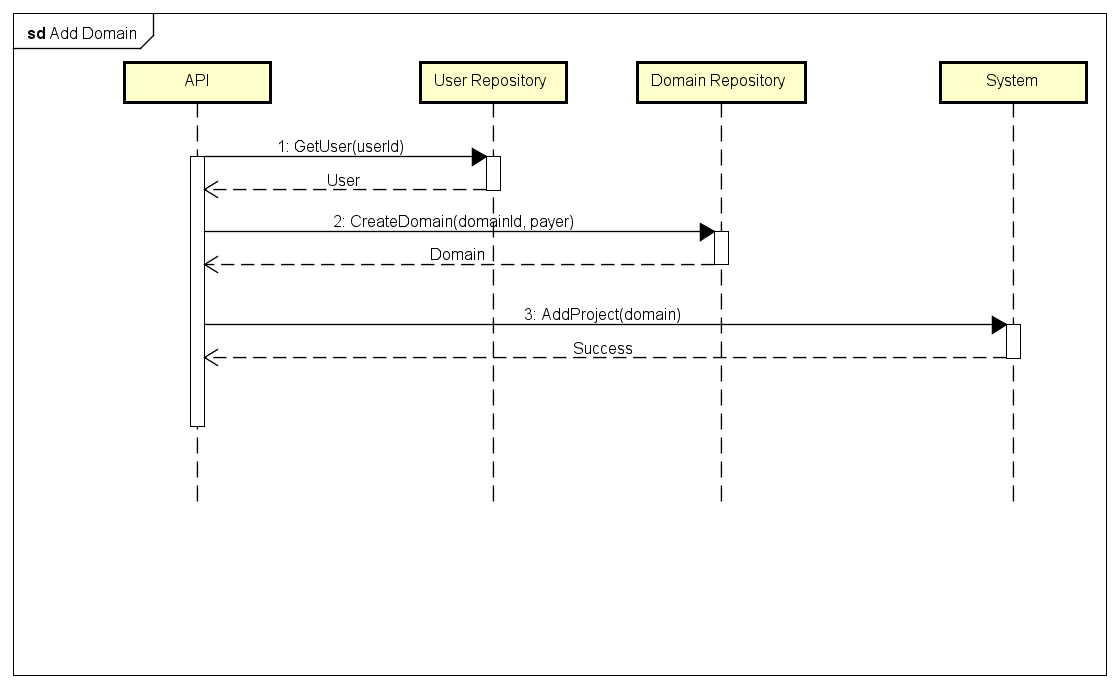 sd Add Domain
API
User Repository
Domain Repository
System
1: GetUser(userId)
User
2: CreateDomain(domainId, payer)
Domain
3: AddProject(domain)
Success